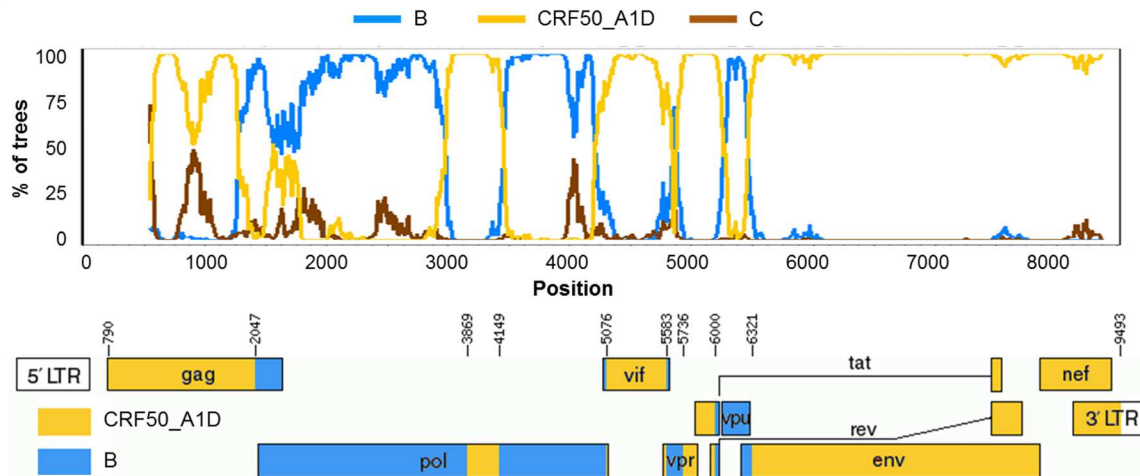 B CRF50_A1D C
% of trees
100
75
50
25
0
0 1000 2000 3000 4000 5000 6000 7000 8000
Position
790 2047 3869 4149 5076 5583 5736 6000 6321 9493
5′ LTR gag vif tat nef
CRF50_A1D vpu rev 3′ LTR
B pol vpr env